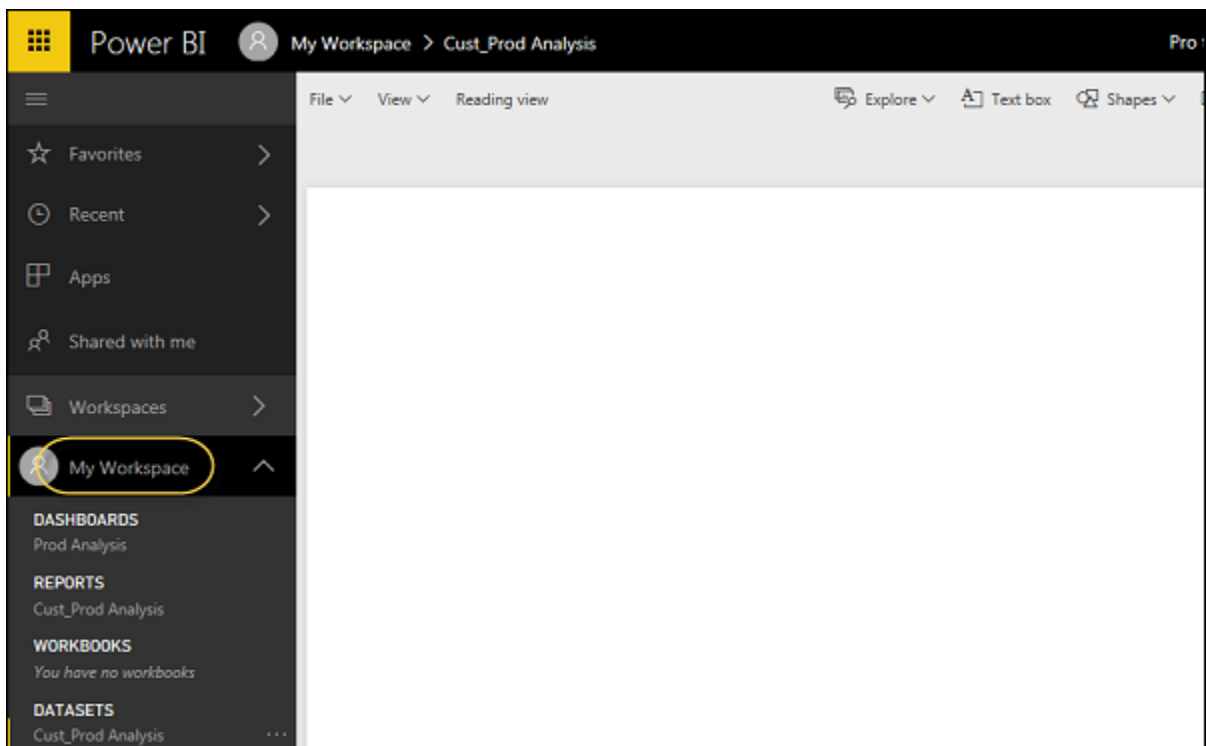 Power BI My Workspace > Cust_Prod Analysis Pro
File View Reading view Explore Text box Shapes
Favorites
Recent
Apps
Shared with me
Workspaces
My Workspace
DASHBOARDS
Prod Analysis
REPORTS
Cust_Prod Analysis
WORKBOOKS
You have no workbooks
DATASETS
Cust_Prod Analysis ...